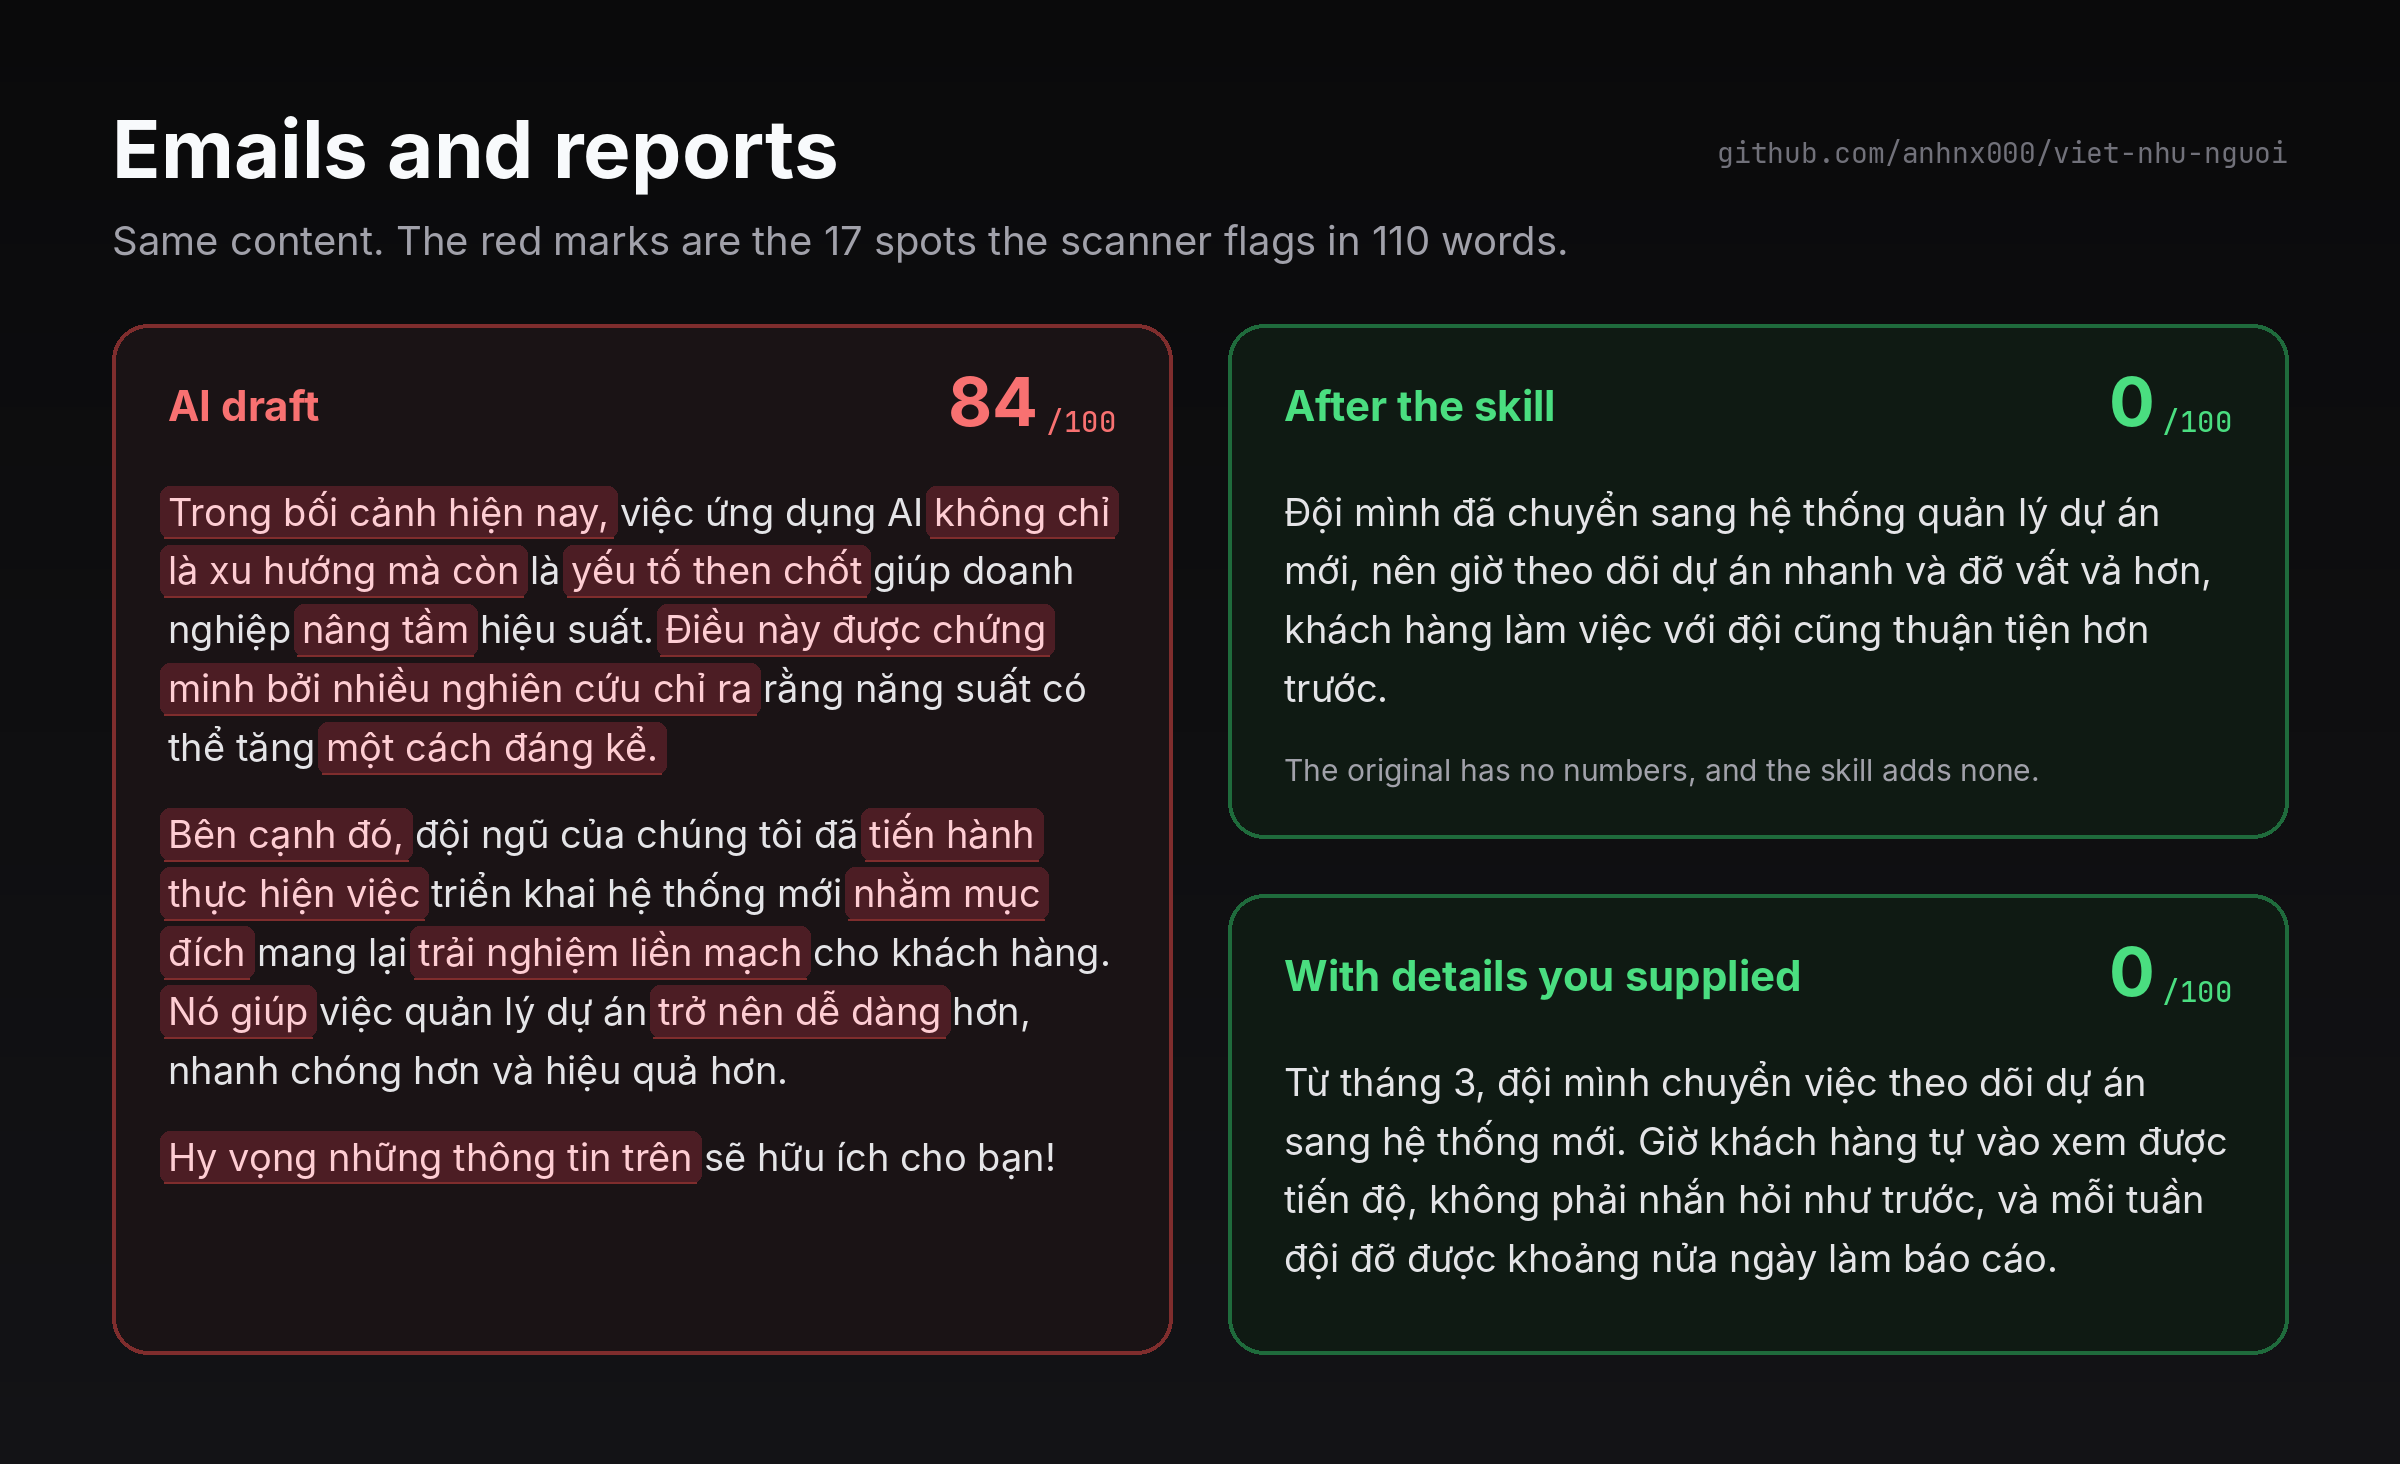 Emails and reports
github.com/anhnx000/viet-nhu-nguoi
Same content. The red marks are the 17 spots the scanner flags in 110 words.
AI draft
84 /100
Trong bối cảnh hiện nay, việc ứng dụng AI không chỉ
là xu hướng mà còn là yếu tố then chốt giúp doanh
nghiệp nâng tầm hiệu suất. Điều này được chứng
minh bởi nhiều nghiên cứu chỉ ra rằng năng suất có
thể tăng một cách đáng kể.
Bên cạnh đó, đội ngũ của chúng tôi đã tiến hành
thực hiện việc triển khai hệ thống mới nhằm mục
đích mang lại trải nghiệm liền mạch cho khách hàng.
Nó giúp việc quản lý dự án trở nên dễ dàng hơn,
nhanh chóng hơn và hiệu quả hơn.
Hy vọng những thông tin trên sẽ hữu ích cho bạn!
After the skill
0 /100
Đội mình đã chuyển sang hệ thống quản lý dự án
mới, nên giờ theo dõi dự án nhanh và đỡ vất vả hơn,
khách hàng làm việc với đội cũng thuận tiện hơn
trước.
The original has no numbers, and the skill adds none.
With details you supplied
0 /100
Từ tháng 3, đội mình chuyển việc theo dõi dự án
sang hệ thống mới. Giờ khách hàng tự vào xem được
tiến độ, không phải nhắn hỏi như trước, và mỗi tuần
đội đỡ được khoảng nửa ngày làm báo cáo.